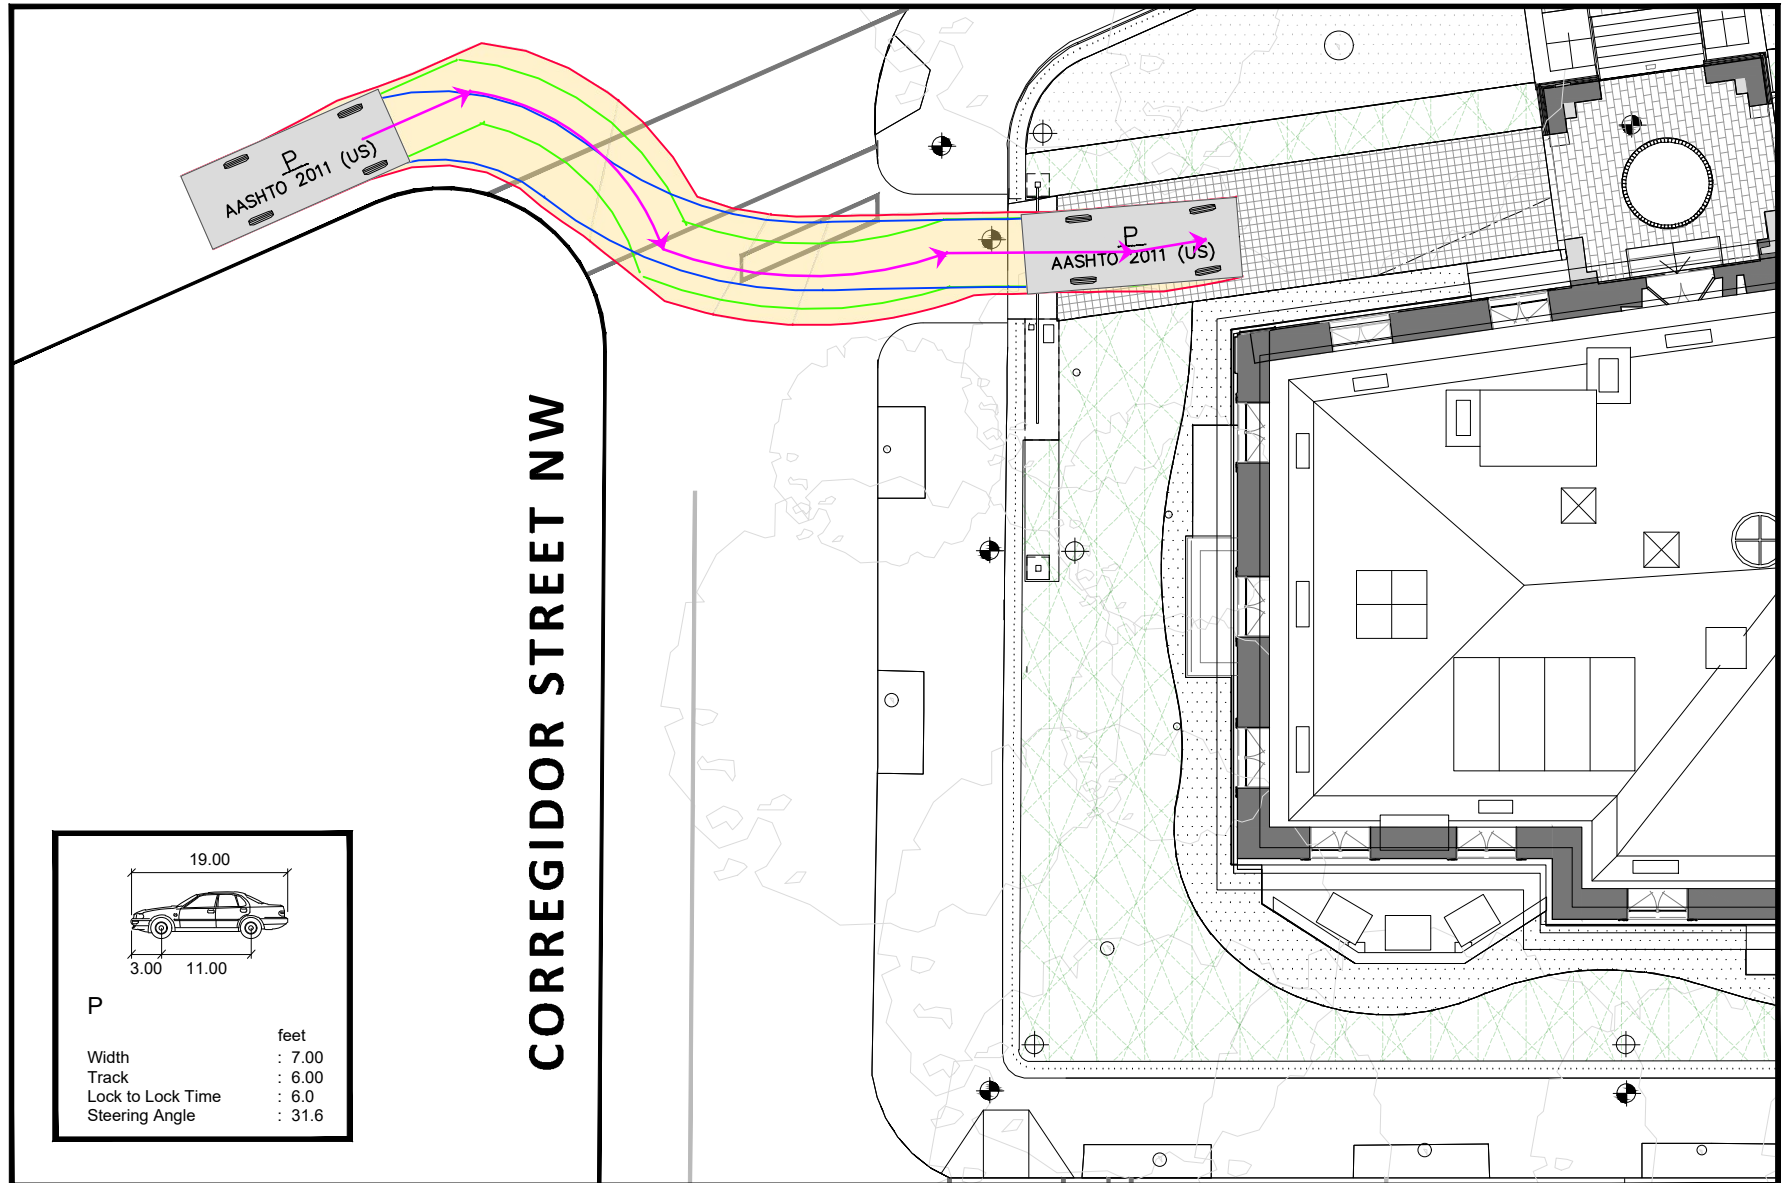 P
AASHTO 2011 (US)
P
AASHTO 2011 (US)
CORREGIDOR STREET NW
19.00
3.00 11.00
P
feet
Width : 7.00
Track : 6.00
Lock to Lock Time : 6.0
Steering Angle : 31.6